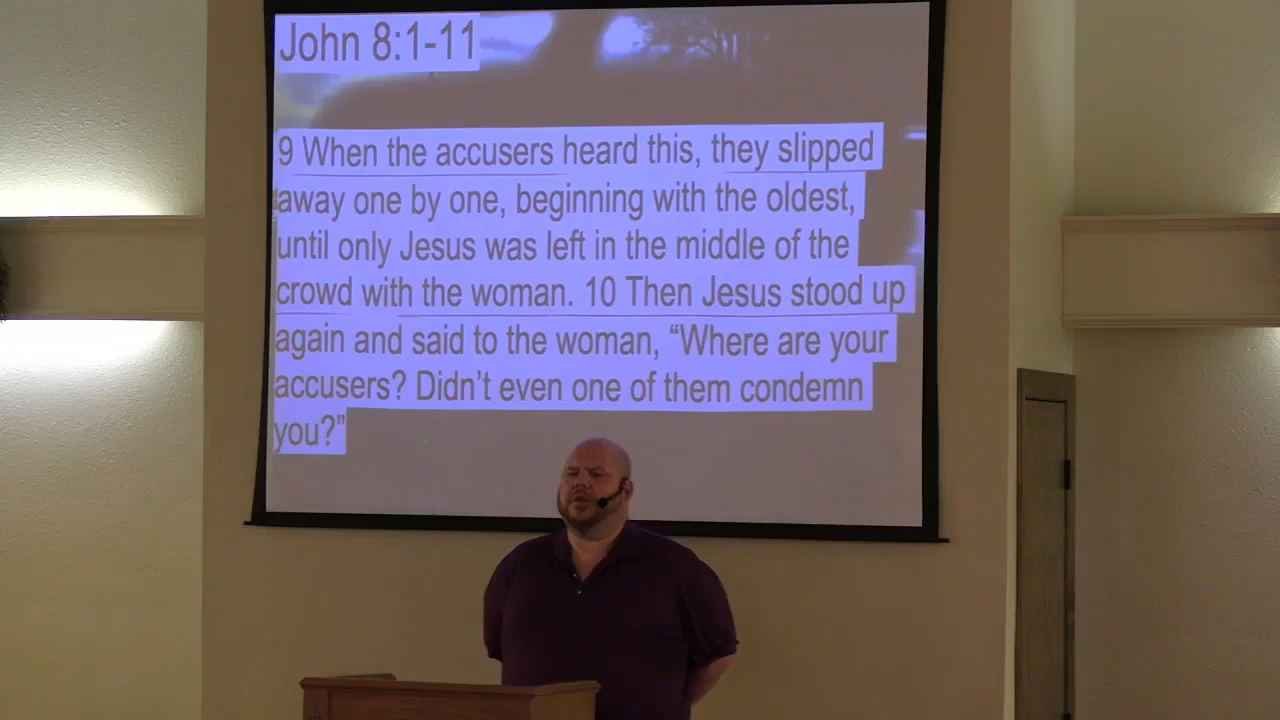 John 8:1-11
9 When the accusers heard this, they slipped
away one by one, beginning with the oldest,
until only Jesus was left in the middle of the
crowd with the woman. 10 Then Jesus stood up
again and said to the woman, “Where are your
accusers? Didn’t even one of them condemn
you?”